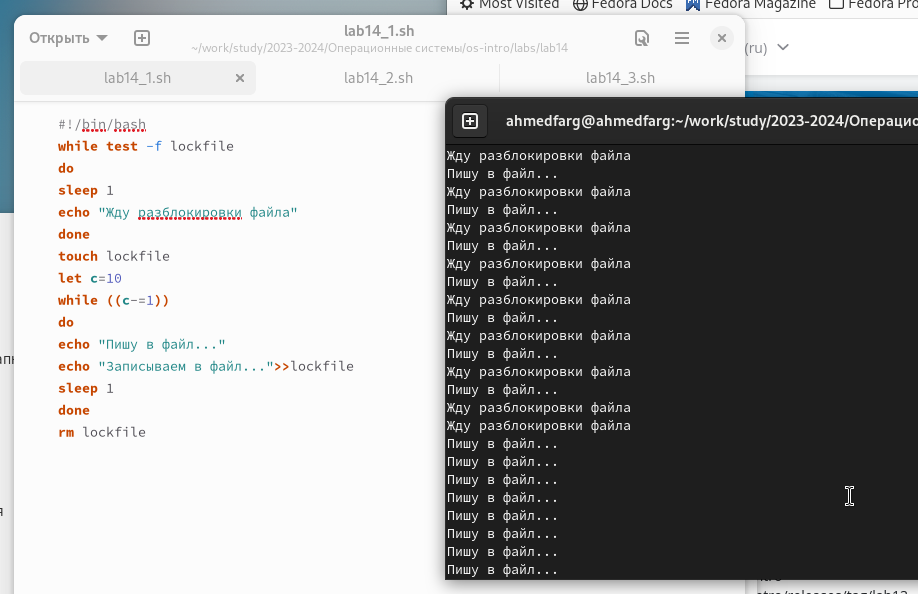 Most Visited Fedora Docs Fedora Magazine Fedora Pro
Открыть lab14_1.sh
~/work/study/2023-2024/Операционные системы/os-intro/labs/lab14
(ru)
lab14_1.sh lab14_2.sh lab14_3.sh
#!/bin/bash
while test -f lockfile
do
sleep 1
echo "Жду разблокировки файла"
done
touch lockfile
let c=10
while ((c-=1))
do
echo "Пишу в файл..."
echo "Записываем в файл...">>lockfile
sleep 1
done
rm lockfile
ahmedfarg@ahmedfarg:~/work/study/2023-2024/Операцио
Жду разблокировки файла
Пишу в файл...
Жду разблокировки файла
Пишу в файл...
Жду разблокировки файла
Пишу в файл...
Жду разблокировки файла
Пишу в файл...
Жду разблокировки файла
Пишу в файл...
Жду разблокировки файла
Пишу в файл...
Жду разблокировки файла
Пишу в файл...
Жду разблокировки файла
Жду разблокировки файла
Пишу в файл...
Пишу в файл...
Пишу в файл...
Пишу в файл...
Пишу в файл...
Пишу в файл...
Пишу в файл...
Пишу в файл...